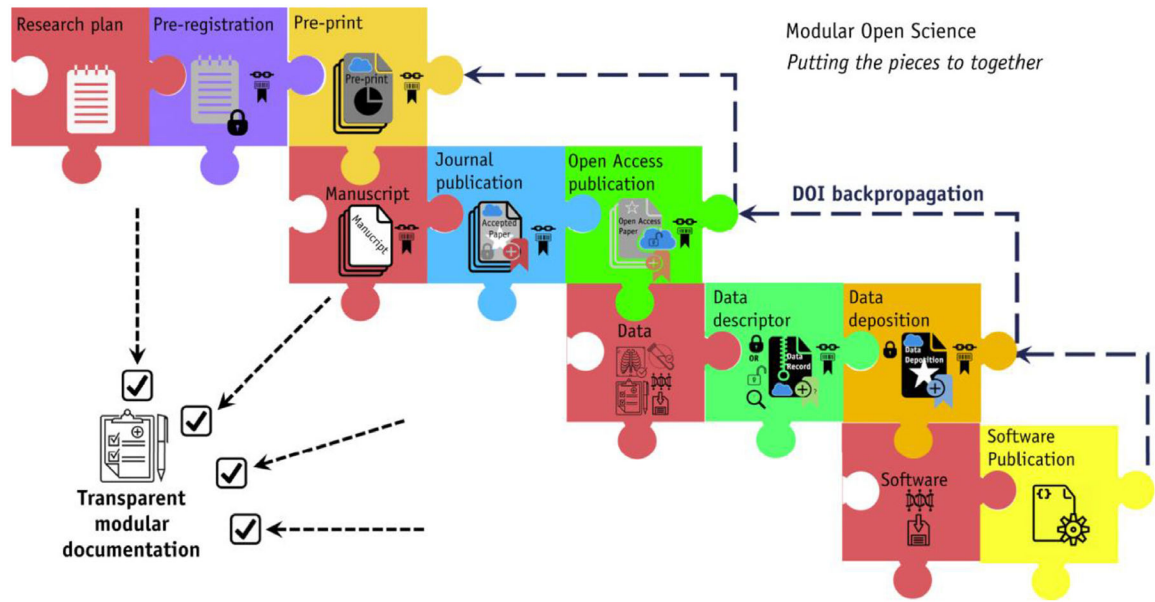 Research plan
Pre-registration
Pre-print
Pre-print
Modular Open Science
Putting the pieces to together
Manuscript
Manucript
Journal
publication
Accepted
Paper
Open Access
publication
Open Access
Paper
DOI backpropagation
Data
Data
descriptor
OR
Data
Record
?
Data
deposition
Data
Depotition
Software
Software
Publication
{}
Transparent
modular
documentation